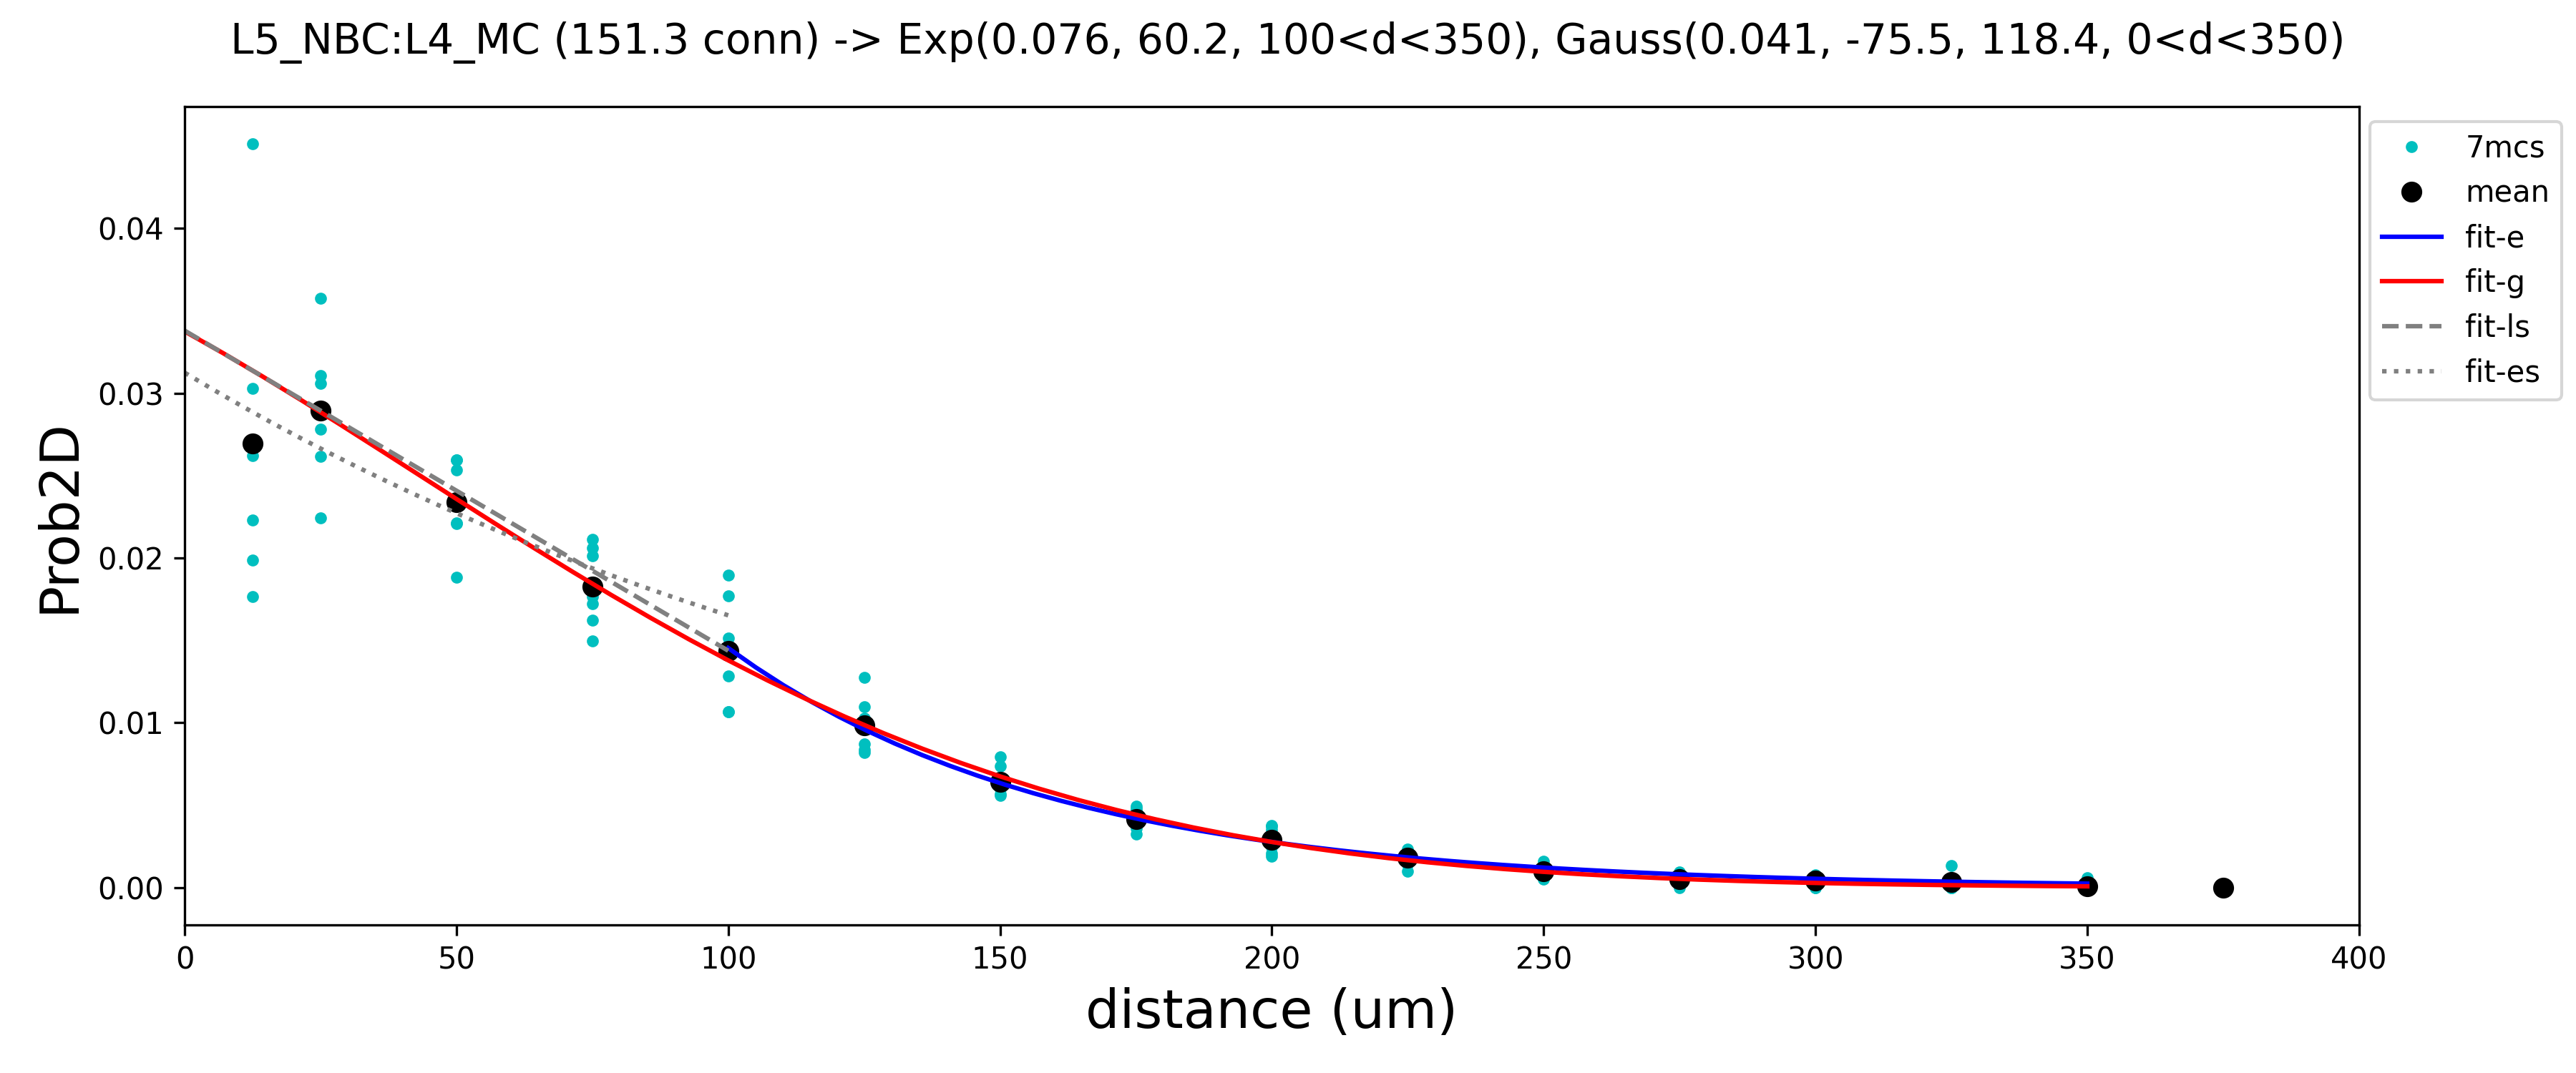 L5_NBC:L4_MC (151.3 conn) -> Exp(0.076, 60.2, 100<d<350), Gauss(0.041, -75.5, 118.4, 0<d<350)
7mcs
mean
fit-e
fit-g
fit-ls
fit-es
Prob2D
0.04
0.03
0.02
0.01
0.00
0 50 100 150 200 250 300 350 400
distance (um)